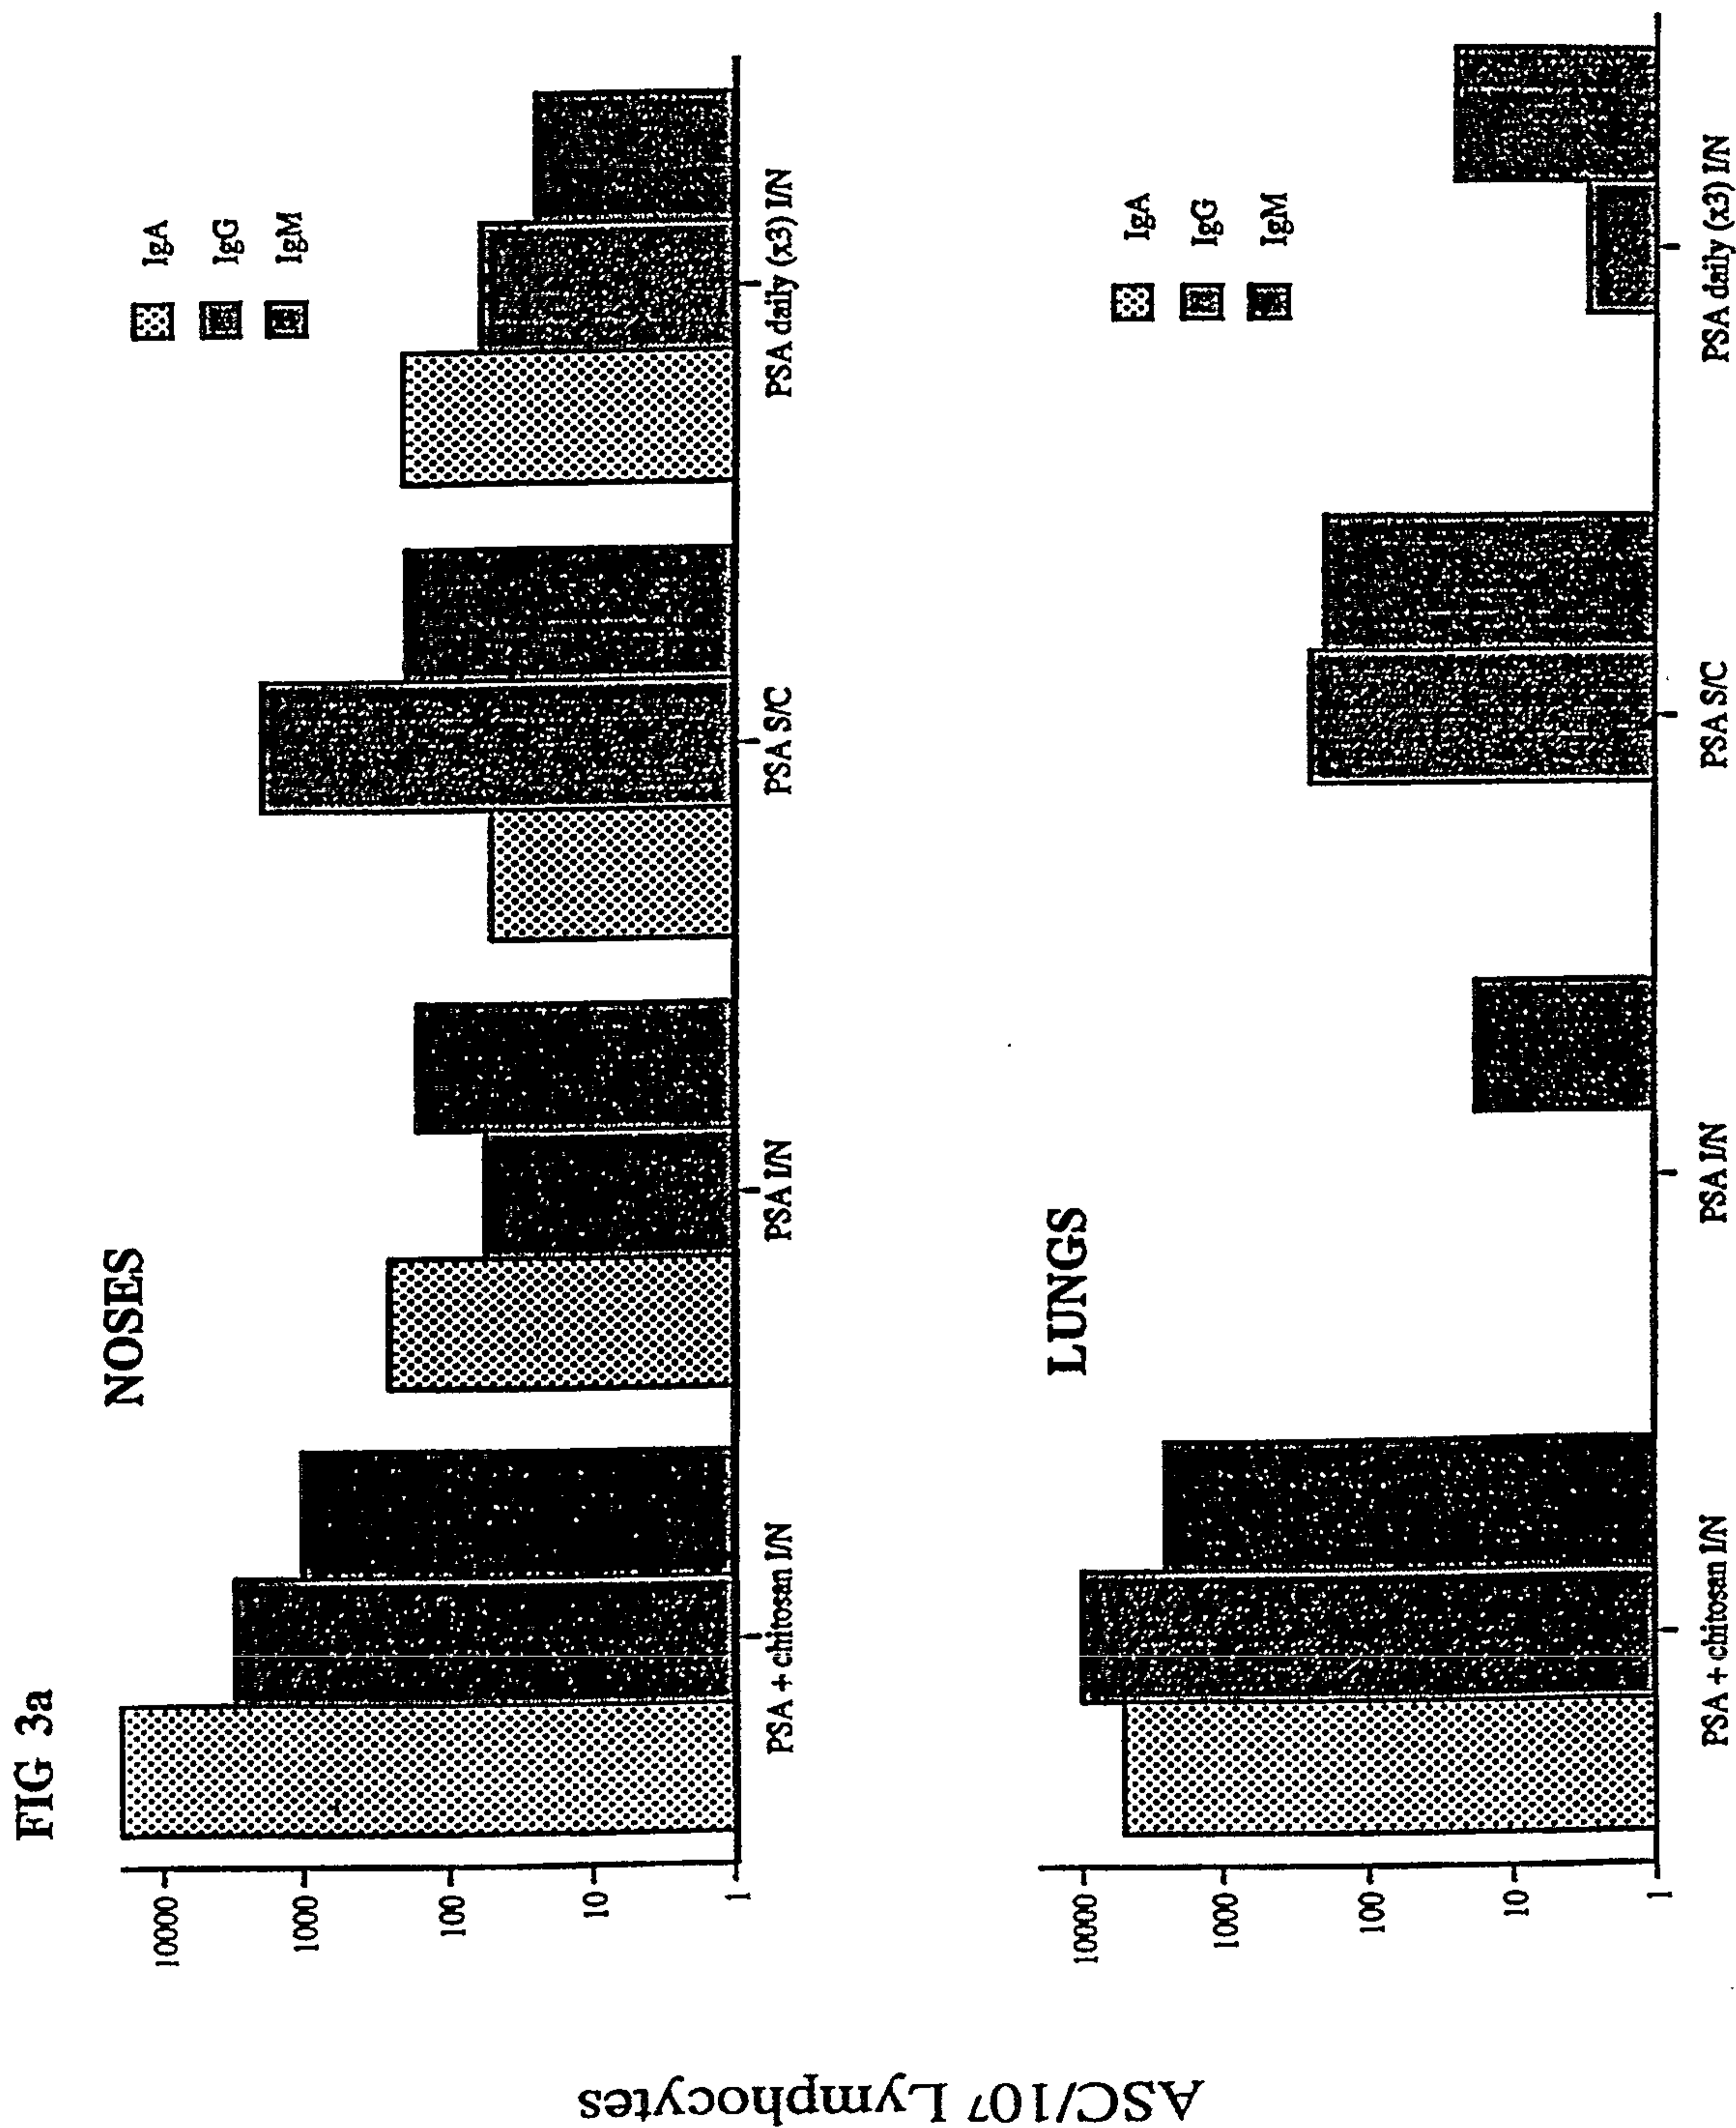 FIG 3a
NOSES
IgA
IgG
IgM
10000
1000
100
10
1
PSA + chitosan I/N
PSA I/N
PSA S/C
PSA daily (x3) I/N
ASC/10⁷ Lymphocytes
LUNGS
IgA
IgG
IgM
10000
1000
100
10
1
PSA + chitosan I/N
PSA I/N
PSA S/C
PSA daily (x3) I/N